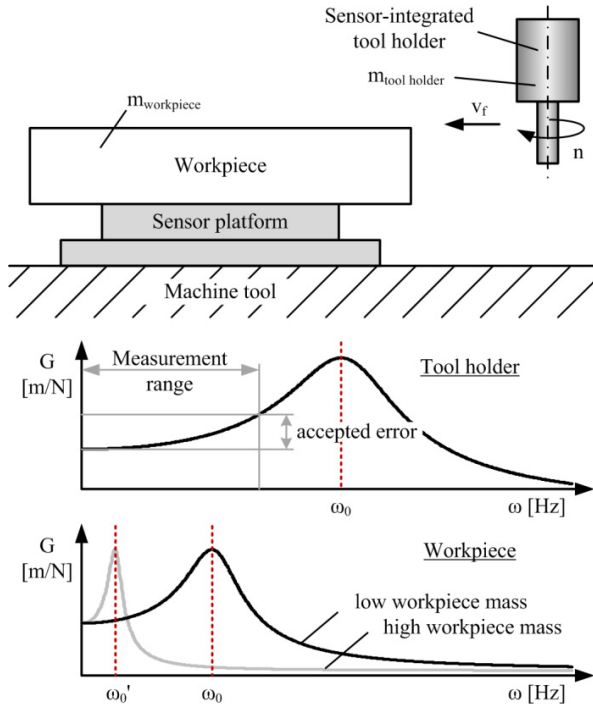 Sensor-integrated
tool holder
m_tool holder
m_workpiece
v_f
n
Workpiece
Sensor platform
Machine tool
G
[m/N]
Measurement
range
Tool holder
accepted error
ω₀
ω [Hz]
G
[m/N]
Workpiece
low workpiece mass
high workpiece mass
ω₀'
ω₀
ω [Hz]